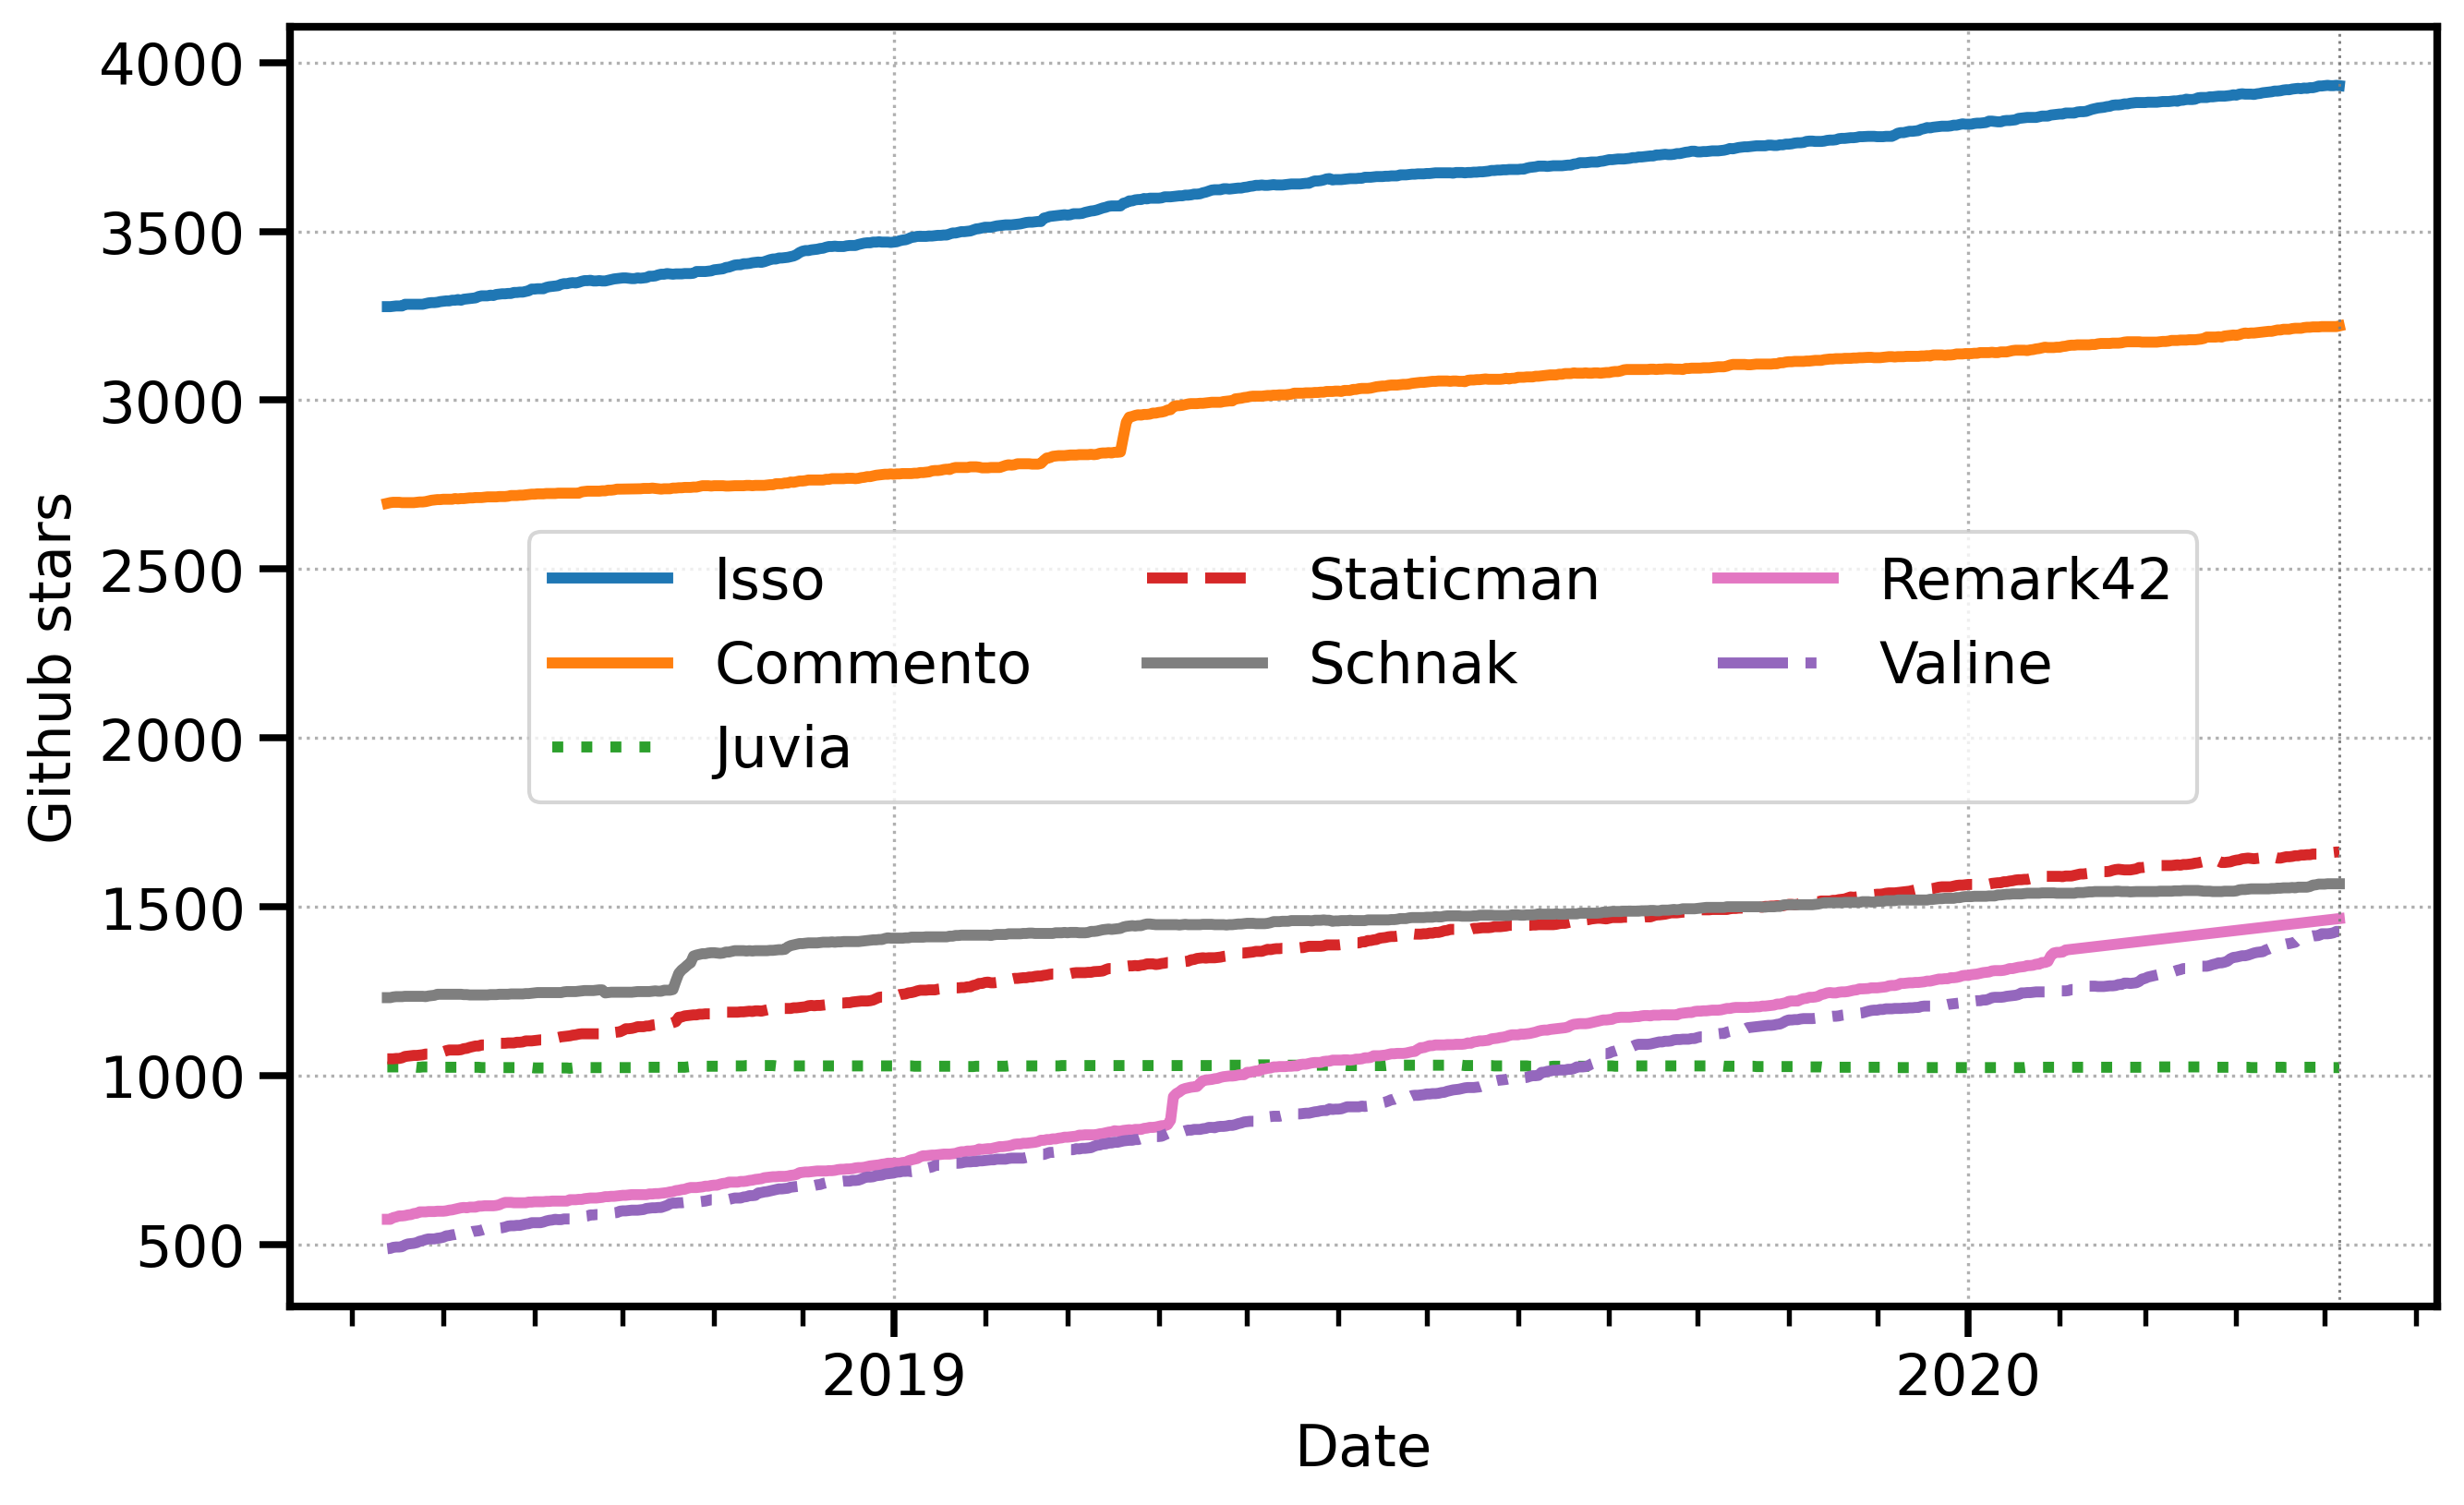 4000
3500
3000
2500
2000
1500
1000
500
Github stars
Isso
Commento
Juvia
Staticman
Schnak
Remark42
Valine
2019
2020
Date